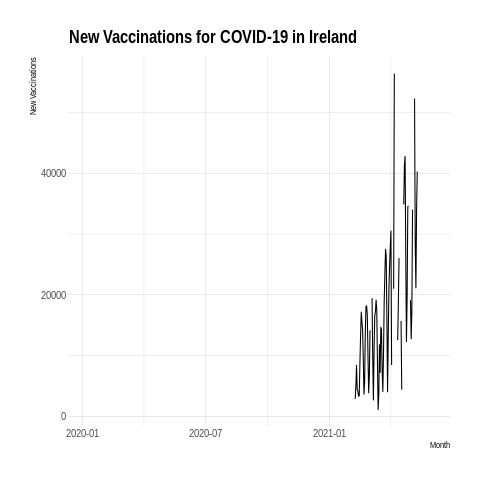 New Vaccinations for COVID-19 in Ireland
New Vaccinations
40000
20000
0
2020-01
2020-07
2021-01
Month